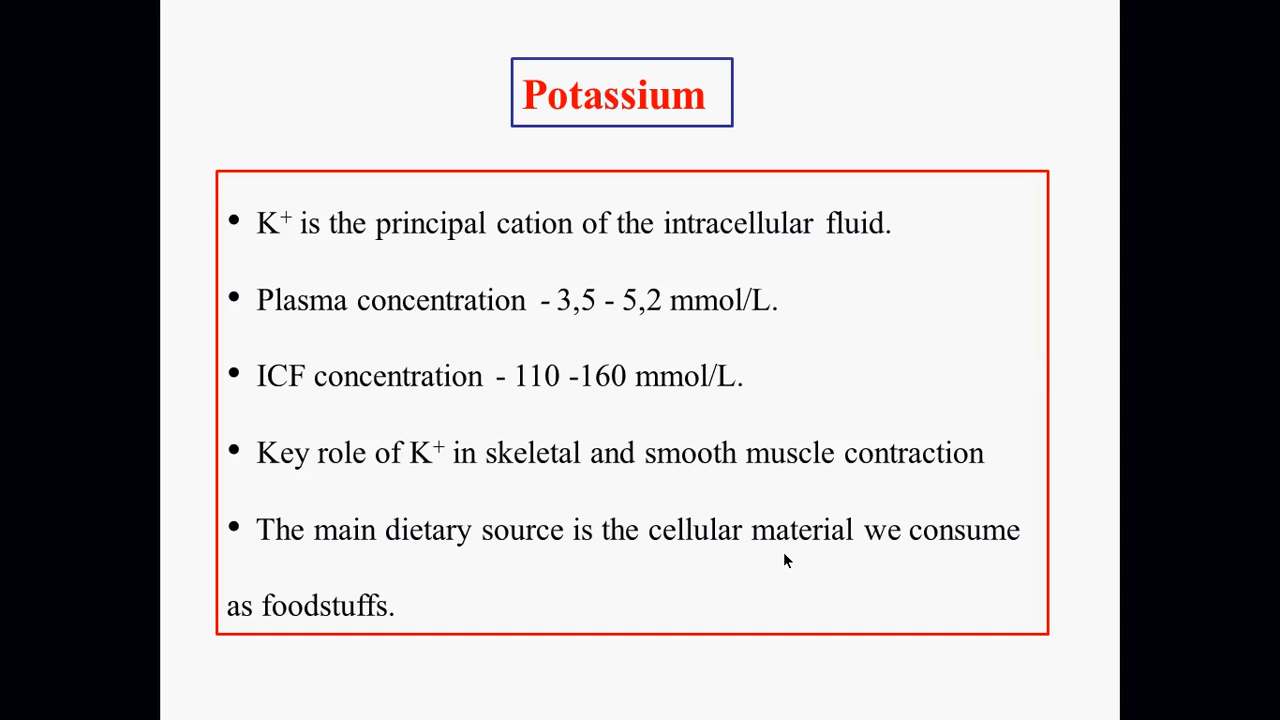 Potassium
• K⁺ is the principal cation of the intracellular fluid.
• Plasma concentration - 3,5 - 5,2 mmol/L.
• ICF concentration - 110 -160 mmol/L.
• Key role of K⁺ in skeletal and smooth muscle contraction
• The main dietary source is the cellular material we consume
as foodstuffs.